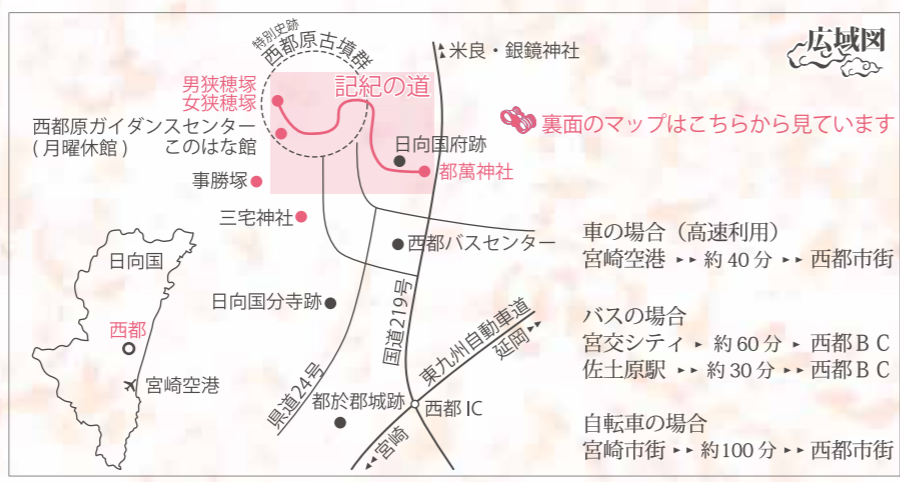 広域図
特別史跡
西都原古墳群
米良・銀鏡神社
男狭穂塚
女狭穂塚
記紀の道
西都原ガイダンスセンター
(月曜休館) このはな館
日向国府跡
都萬神社
裏面のマップはこちらから見ています
事勝塚
三宅神社
西都バスセンター
日向国分寺跡
国道219号
東九州自動車道
延岡
県道24号
都於郡城跡
西都IC
宮崎
日向国
西都
宮崎空港
車の場合（高速利用）
宮崎空港 ▸▸ 約40分 ▸▸ 西都市街
バスの場合
宮交シティ ▸ 約60分 ▸ 西都BC
佐土原駅 ▸▸ 約30分 ▸▸ 西都BC
自転車の場合
宮崎市街 ▸▸ 約100分 ▸▸ 西都市街